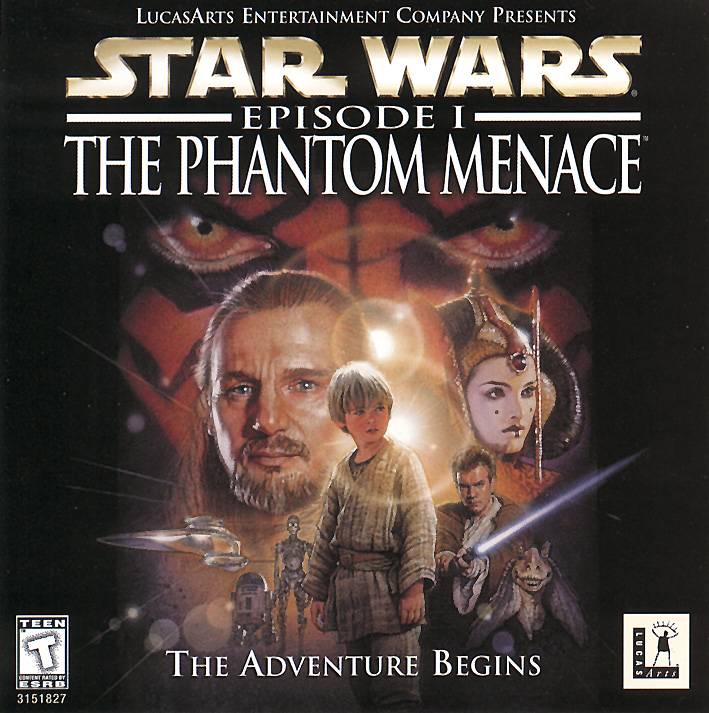 LUCASARTS ENTERTAINMENT COMPANY PRESENTS
STAR WARS®
EPISODE I
THE PHANTOM MENACE™
THE ADVENTURE BEGINS
TEEN
T
CONTENT RATED BY
ESRB
3151827
LUCAS
Arts